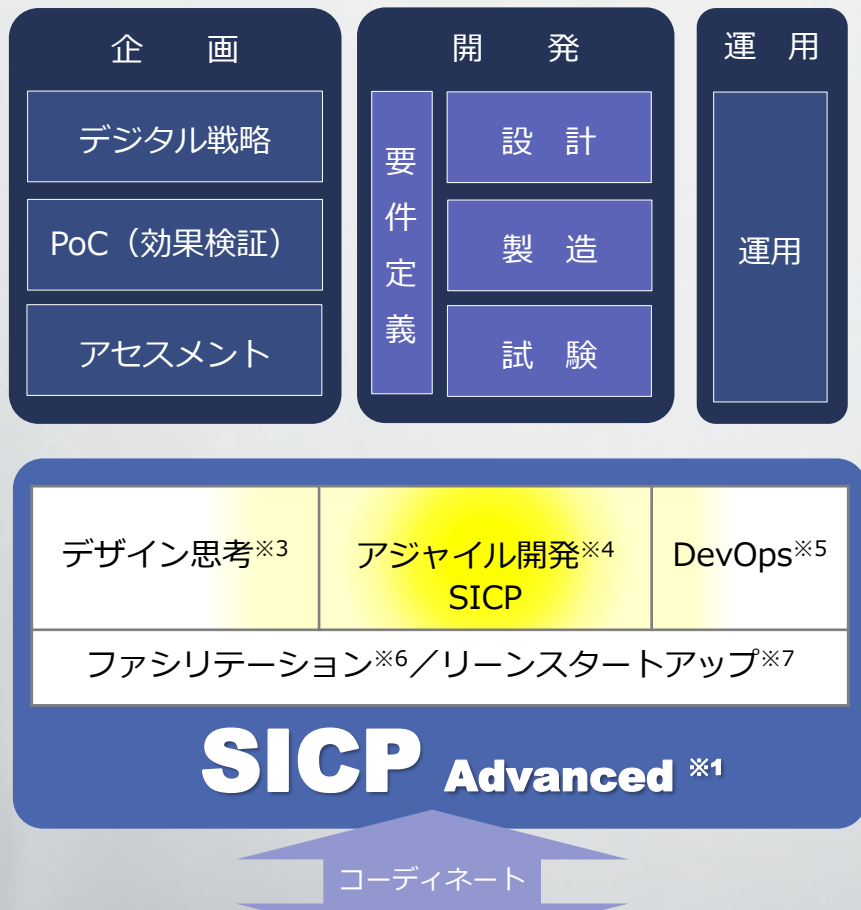 企　画
デジタル戦略
PoC（効果検証）
アセスメント
開　発
要件定義
設　計
製　造
試　験
運　用
運用
デザイン思考※3
アジャイル開発※4
SICP
DevOps※5
ファシリテーション※6／リーンスタートアップ※7
SICP Advanced ※1
コーディネート